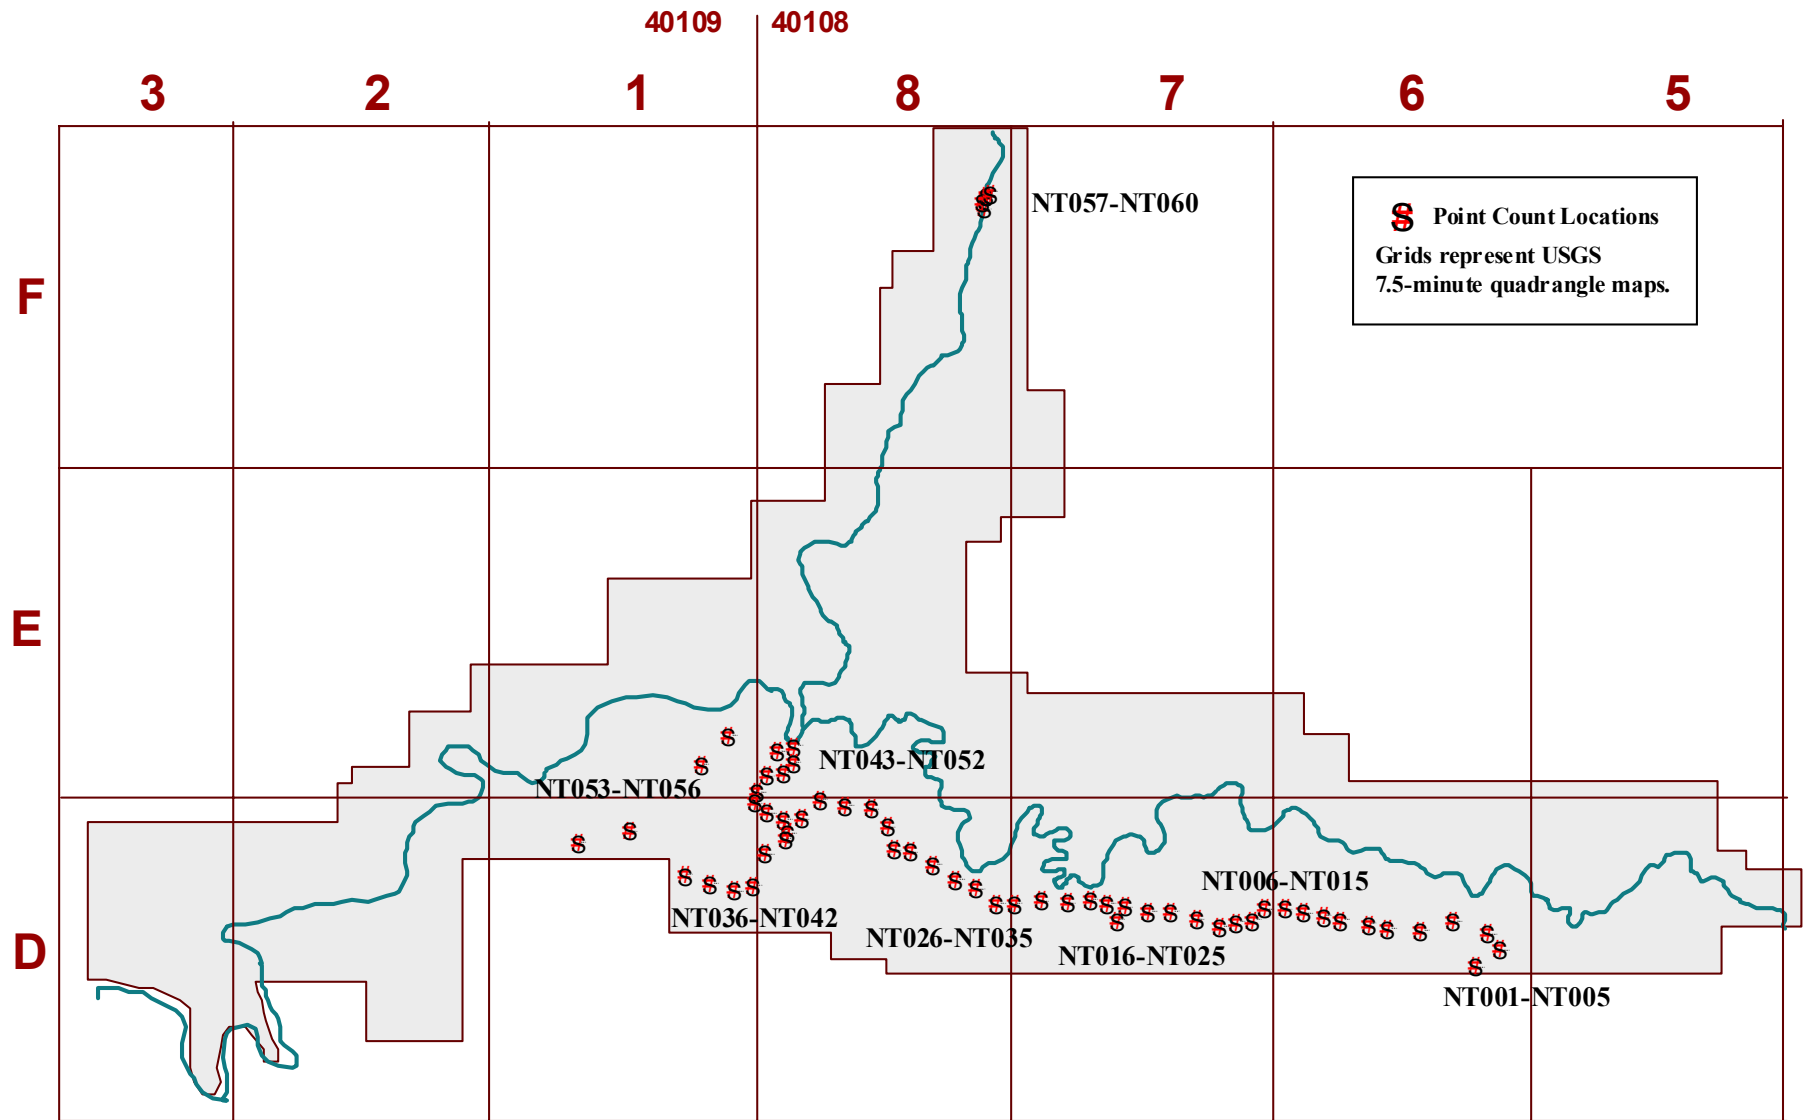 40109 40108
3 2 1 8 7 6 5
NT057-NT060
Point Count Locations
Grids represent USGS
7.5-minute quadrangle maps.
F
E
NT043-NT052
NT053-NT056
NT006-NT015
NT036-NT042
NT026-NT035
D
NT016-NT025
NT001-NT005